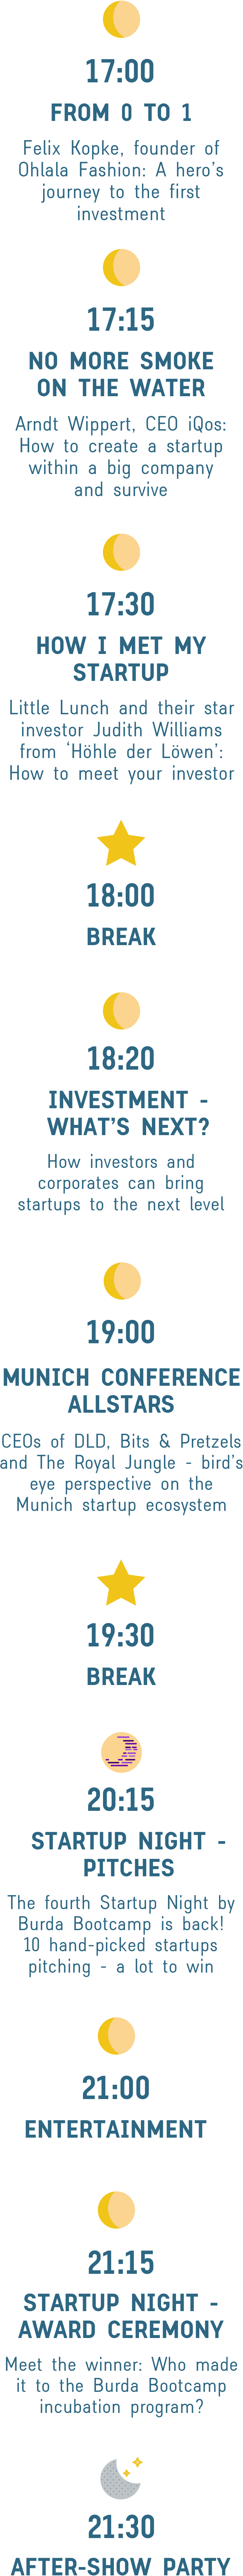 17:00
FROM 0 TO 1
Felix Kopke, founder of
Ohlala Fashion: A hero's
journey to the first
investment
17:15
NO MORE SMOKE
ON THE WATER
Arndt Wippert, CEO iQos:
How to create a startup
within a big company
and survive
17:30
HOW I MET MY
STARTUP
Little Lunch and their star
investor Judith Williams
from ‘Höhle der Löwen’:
How to meet your investor
18:00
BREAK
18:20
INVESTMENT -
WHAT'S NEXT?
How investors and
corporates can bring
startups to the next level
19:00
MUNICH CONFERENCE
ALLSTARS
CEOs of DLD, Bits & Pretzels
and The Royal Jungle - bird's
eye perspective on the
Munich startup ecosystem
19:30
BREAK
20:15
STARTUP NIGHT -
PITCHES
The fourth Startup Night by
Burda Bootcamp is back!
10 hand-picked startups
pitching - a lot to win
21:00
ENTERTAINMENT
21:15
STARTUP NIGHT -
AWARD CEREMONY
Meet the winner: Who made
it to the Burda Bootcamp
incubation program?
21:30
AFTER-SHOW PARTY